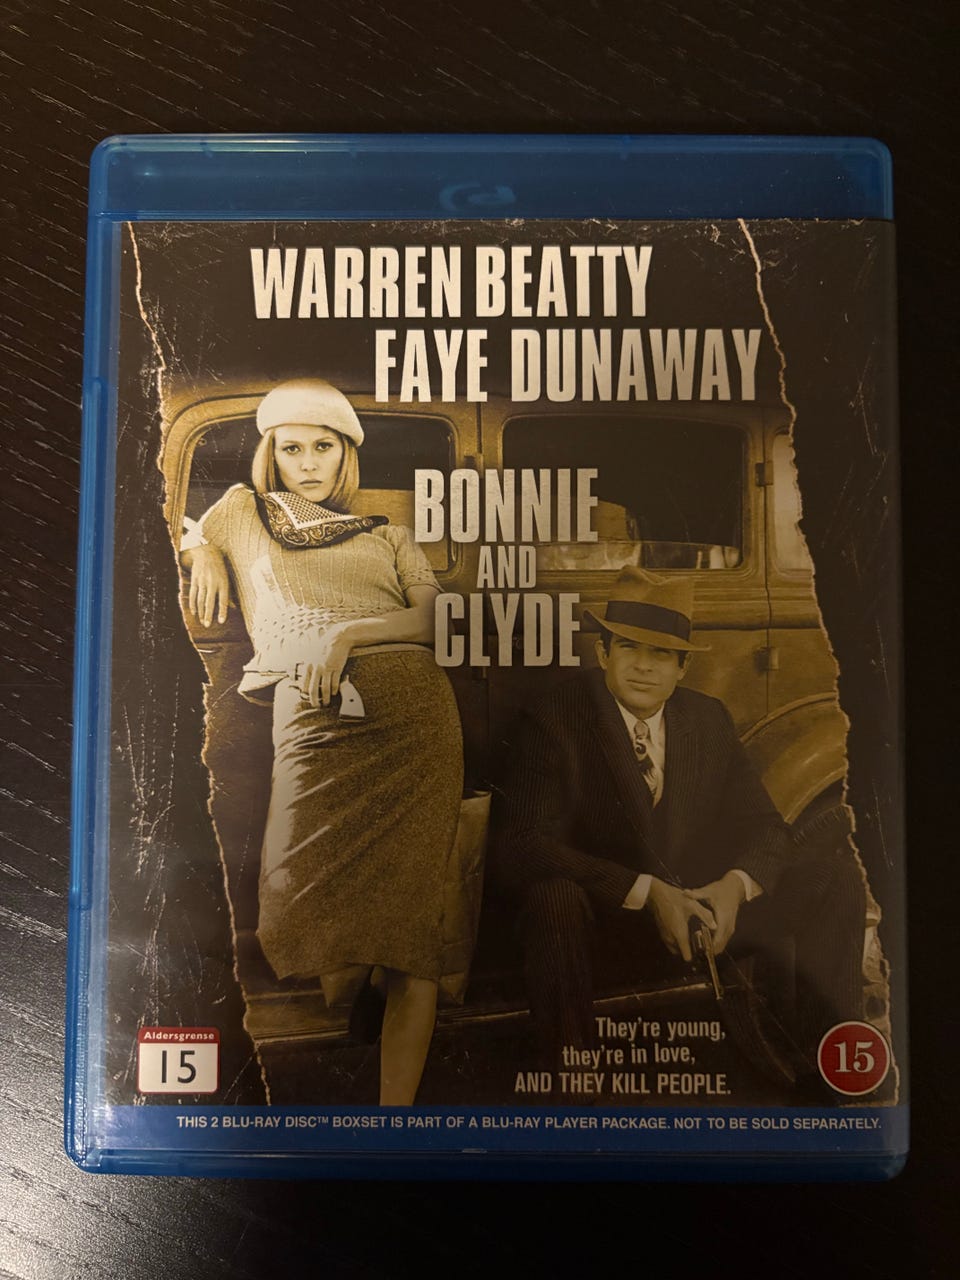 WARREN BEATTY
FAYE DUNAWAY
BONNIE
AND
CLYDE
They're young,
they're in love,
AND THEY KILL PEOPLE.
Aldersgrense
15
15
THIS 2 BLU-RAY DISC™ BOXSET IS PART OF A BLU-RAY PLAYER PACKAGE. NOT TO BE SOLD SEPARATELY.